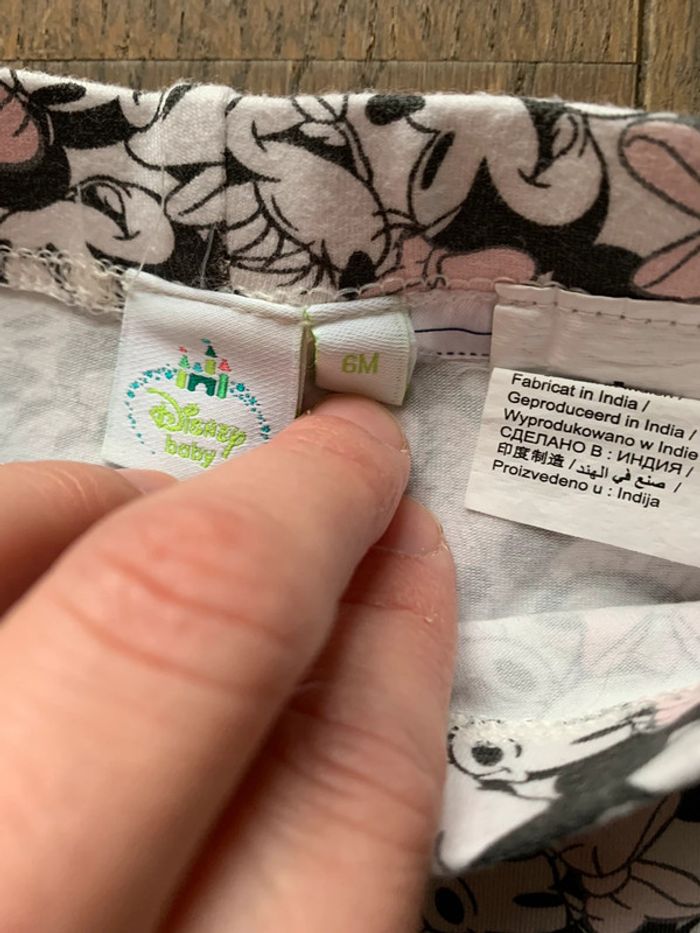 Disney
baby
6M
Fabricat in India /
Geproduceerd in India /
Wyprodukowano w Indie
СДЕЛАНО В : ИНДИЯ /
印度制造 / صنع في الهند /
Proizvedeno u : Indija